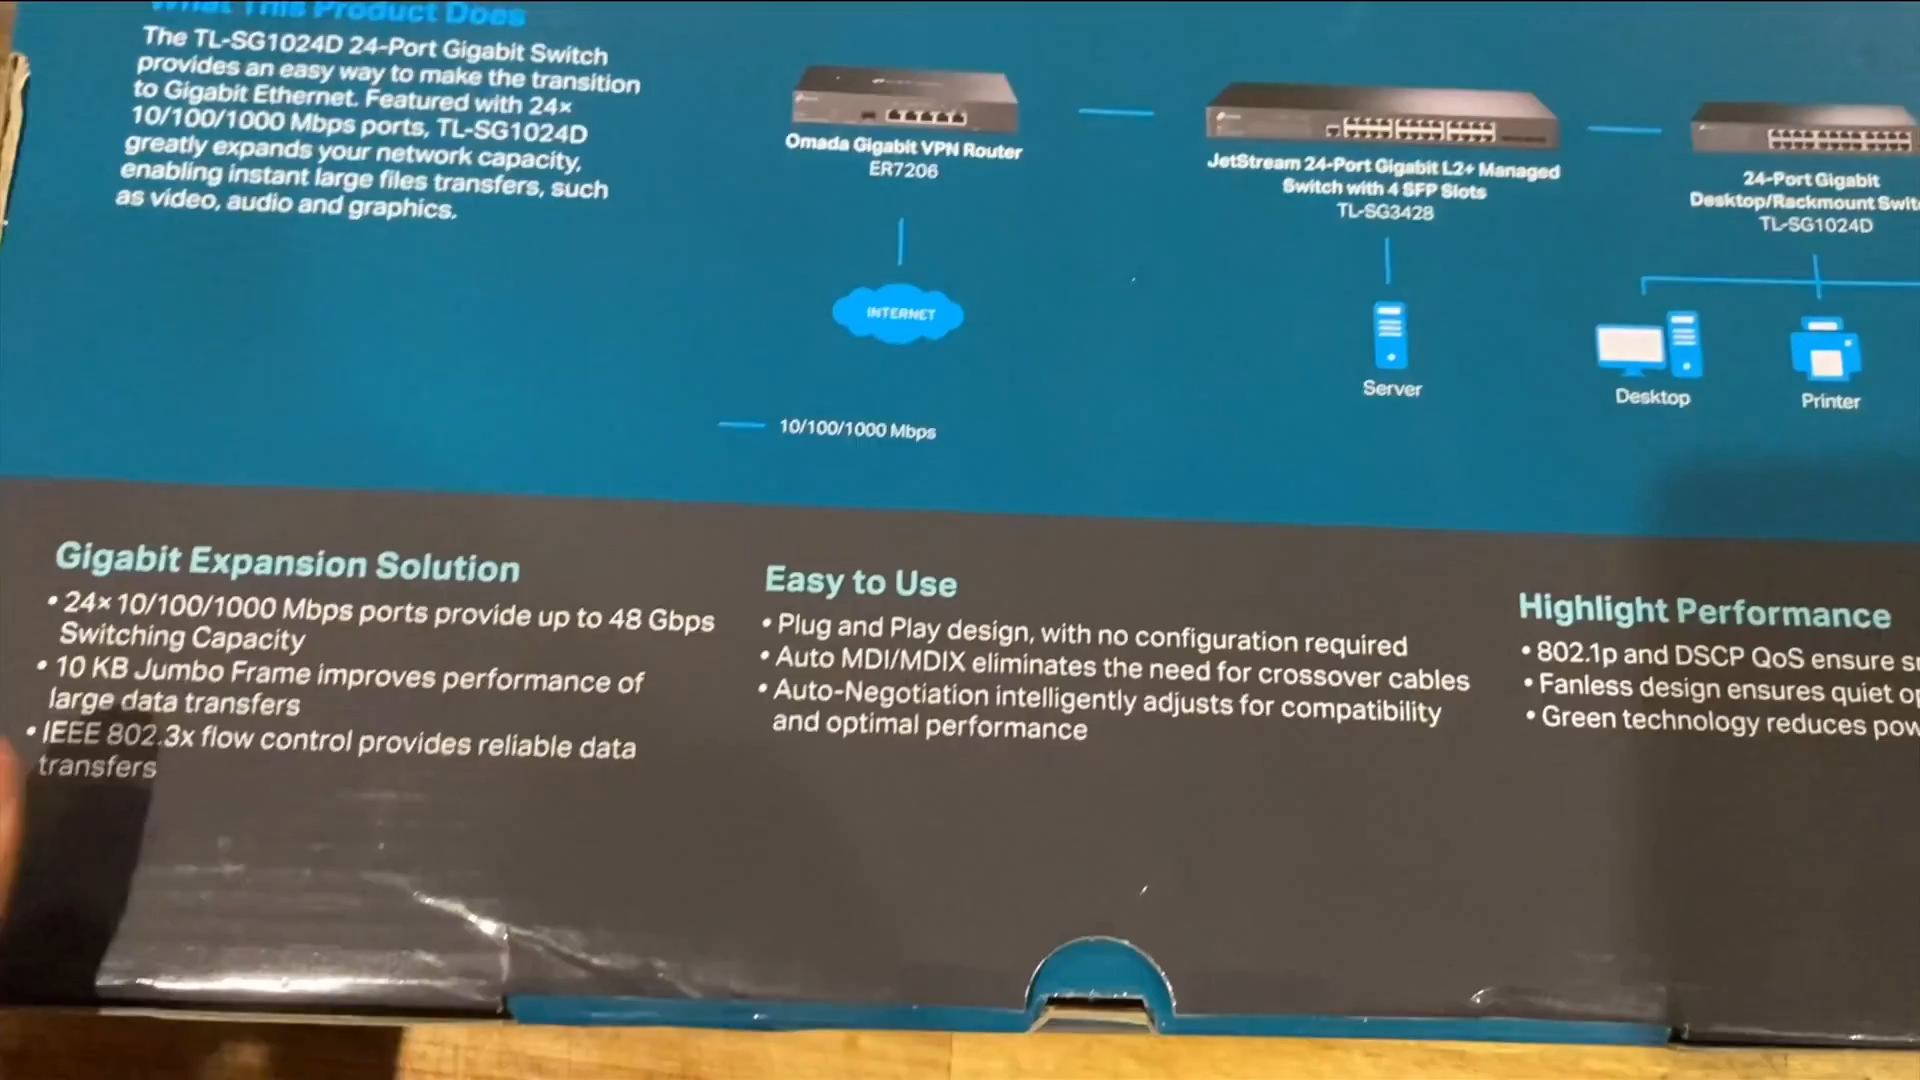 What This Product Does
The TL-SG1024D 24-Port Gigabit Switch
provides an easy way to make the transition
to Gigabit Ethernet. Featured with 24×
10/100/1000 Mbps ports, TL-SG1024D
greatly expands your network capacity,
enabling instant large files transfers, such
as video, audio and graphics.
Omada Gigabit VPN Router
ER7206
JetStream 24-Port Gigabit L2+ Managed
Switch with 4 SFP Slots
TL-SG3428
24-Port Gigabit
Desktop/Rackmount
TL-SG1024D
INTERNET
Server
Desktop
Printer
10/100/1000 Mbps
Gigabit Expansion Solution
• 24× 10/100/1000 Mbps ports provide up to 48 Gbps
Switching Capacity
• 10 KB Jumbo Frame improves performance of
large data transfers
• IEEE 802.3x flow control provides reliable data
transfers
Easy to Use
• Plug and Play design, with no configuration required
• Auto MDI/MDIX eliminates the need for crossover cables
• Auto-Negotiation intelligently adjusts for compatibility
and optimal performance
Highlight Performance
• 802.1p and DSCP QoS ensure
• Fanless design ensures quiet
• Green technology reduces